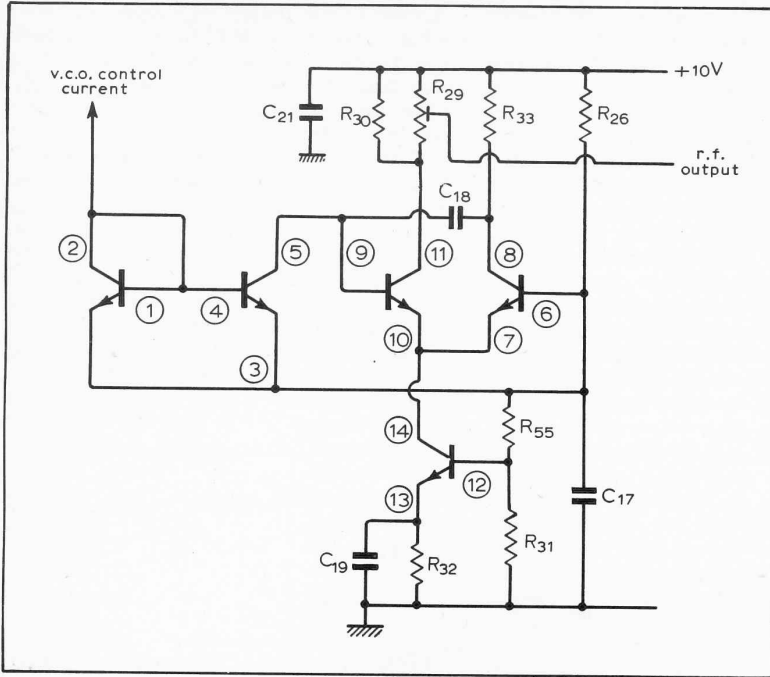 v.c.o. control
current
+10V
C21
R30
R29
R33
R26
r.f.
output
C18
2
5
9
11
8
1
4
6
10
7
3
14
R55
13
12
C17
C19
R32
R31